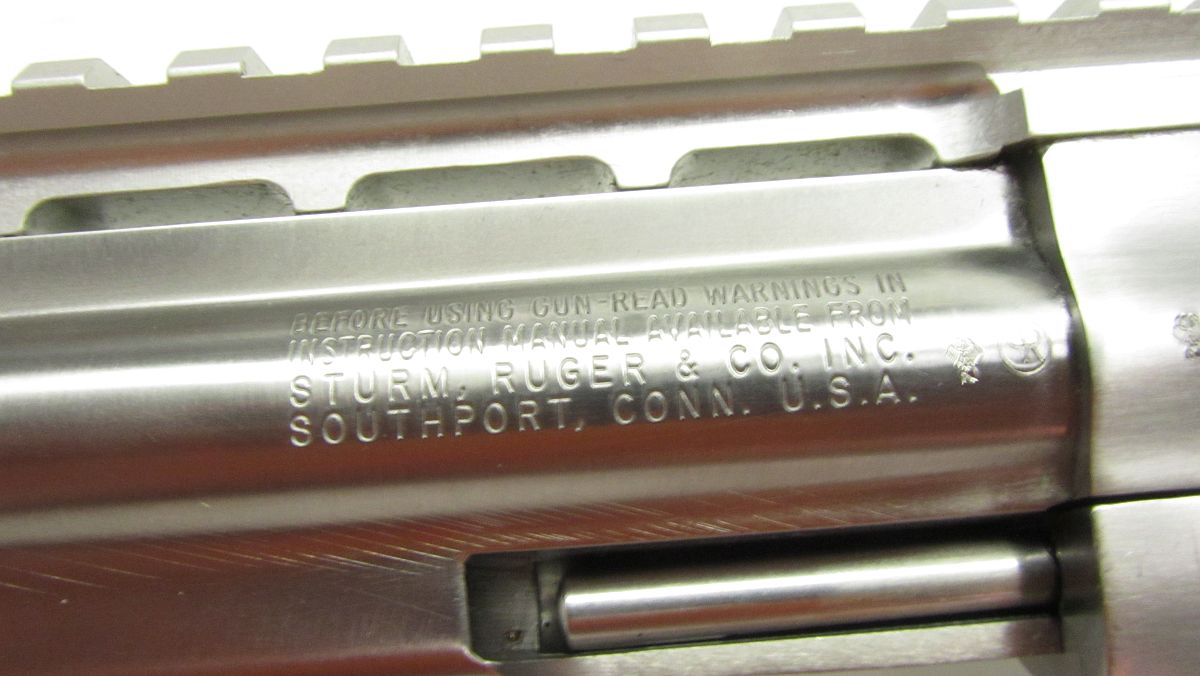 BEFORE USING GUN-READ WARNINGS IN
INSTRUCTION MANUAL AVAILABLE FROM
STURM, RUGER & CO. INC.
SOUTHPORT, CONN. U.S.A.